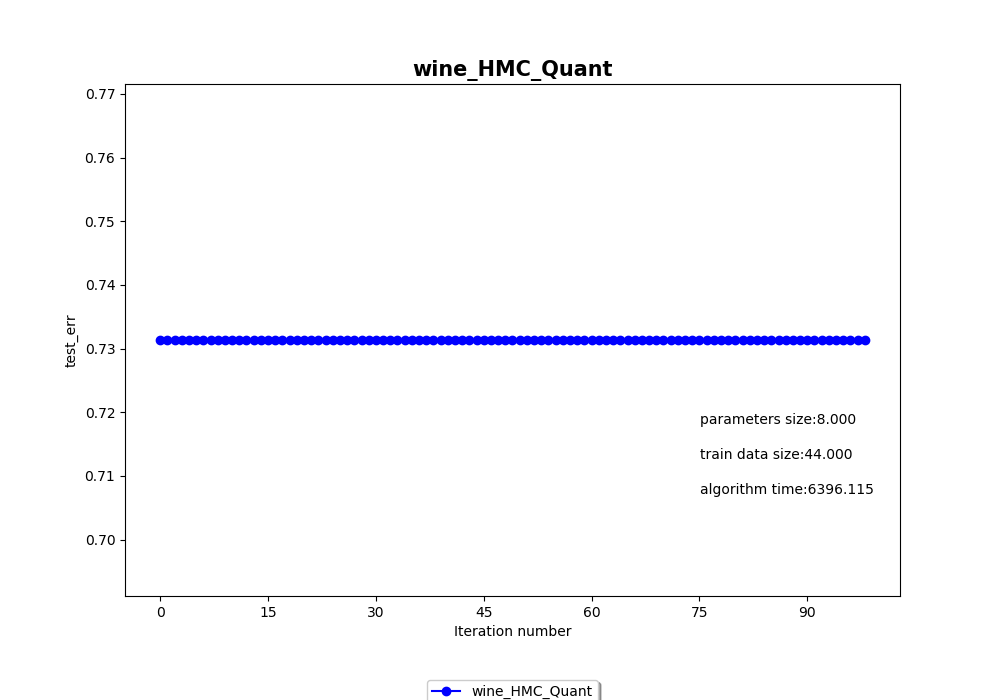 wine_HMC_Quant
0.77
0.76
0.75
0.74
0.73
0.72
0.71
0.70
test_err
parameters size:8.000
train data size:44.000
algorithm time:6396.115
0 15 30 45 60 75 90
Iteration number
wine_HMC_Quant